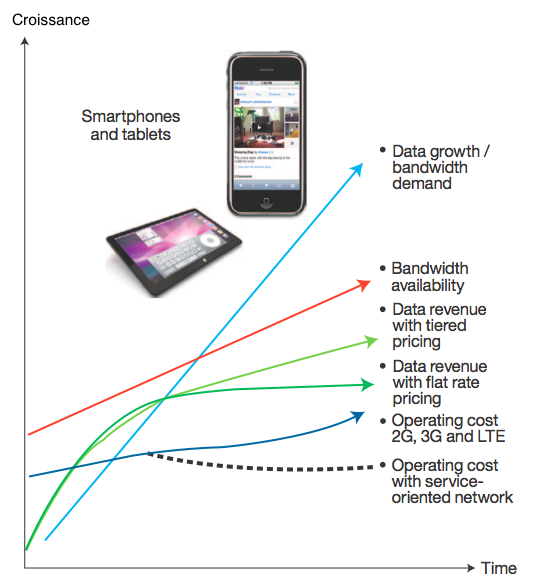 Croissance
Smartphones
and tablets
• Data growth /
bandwidth
demand
• Bandwidth
availability
• Data revenue
with tiered
pricing
• Data revenue
with flat rate
pricing
• Operating cost
2G, 3G and LTE
• Operating cost
with service-
oriented network
Time